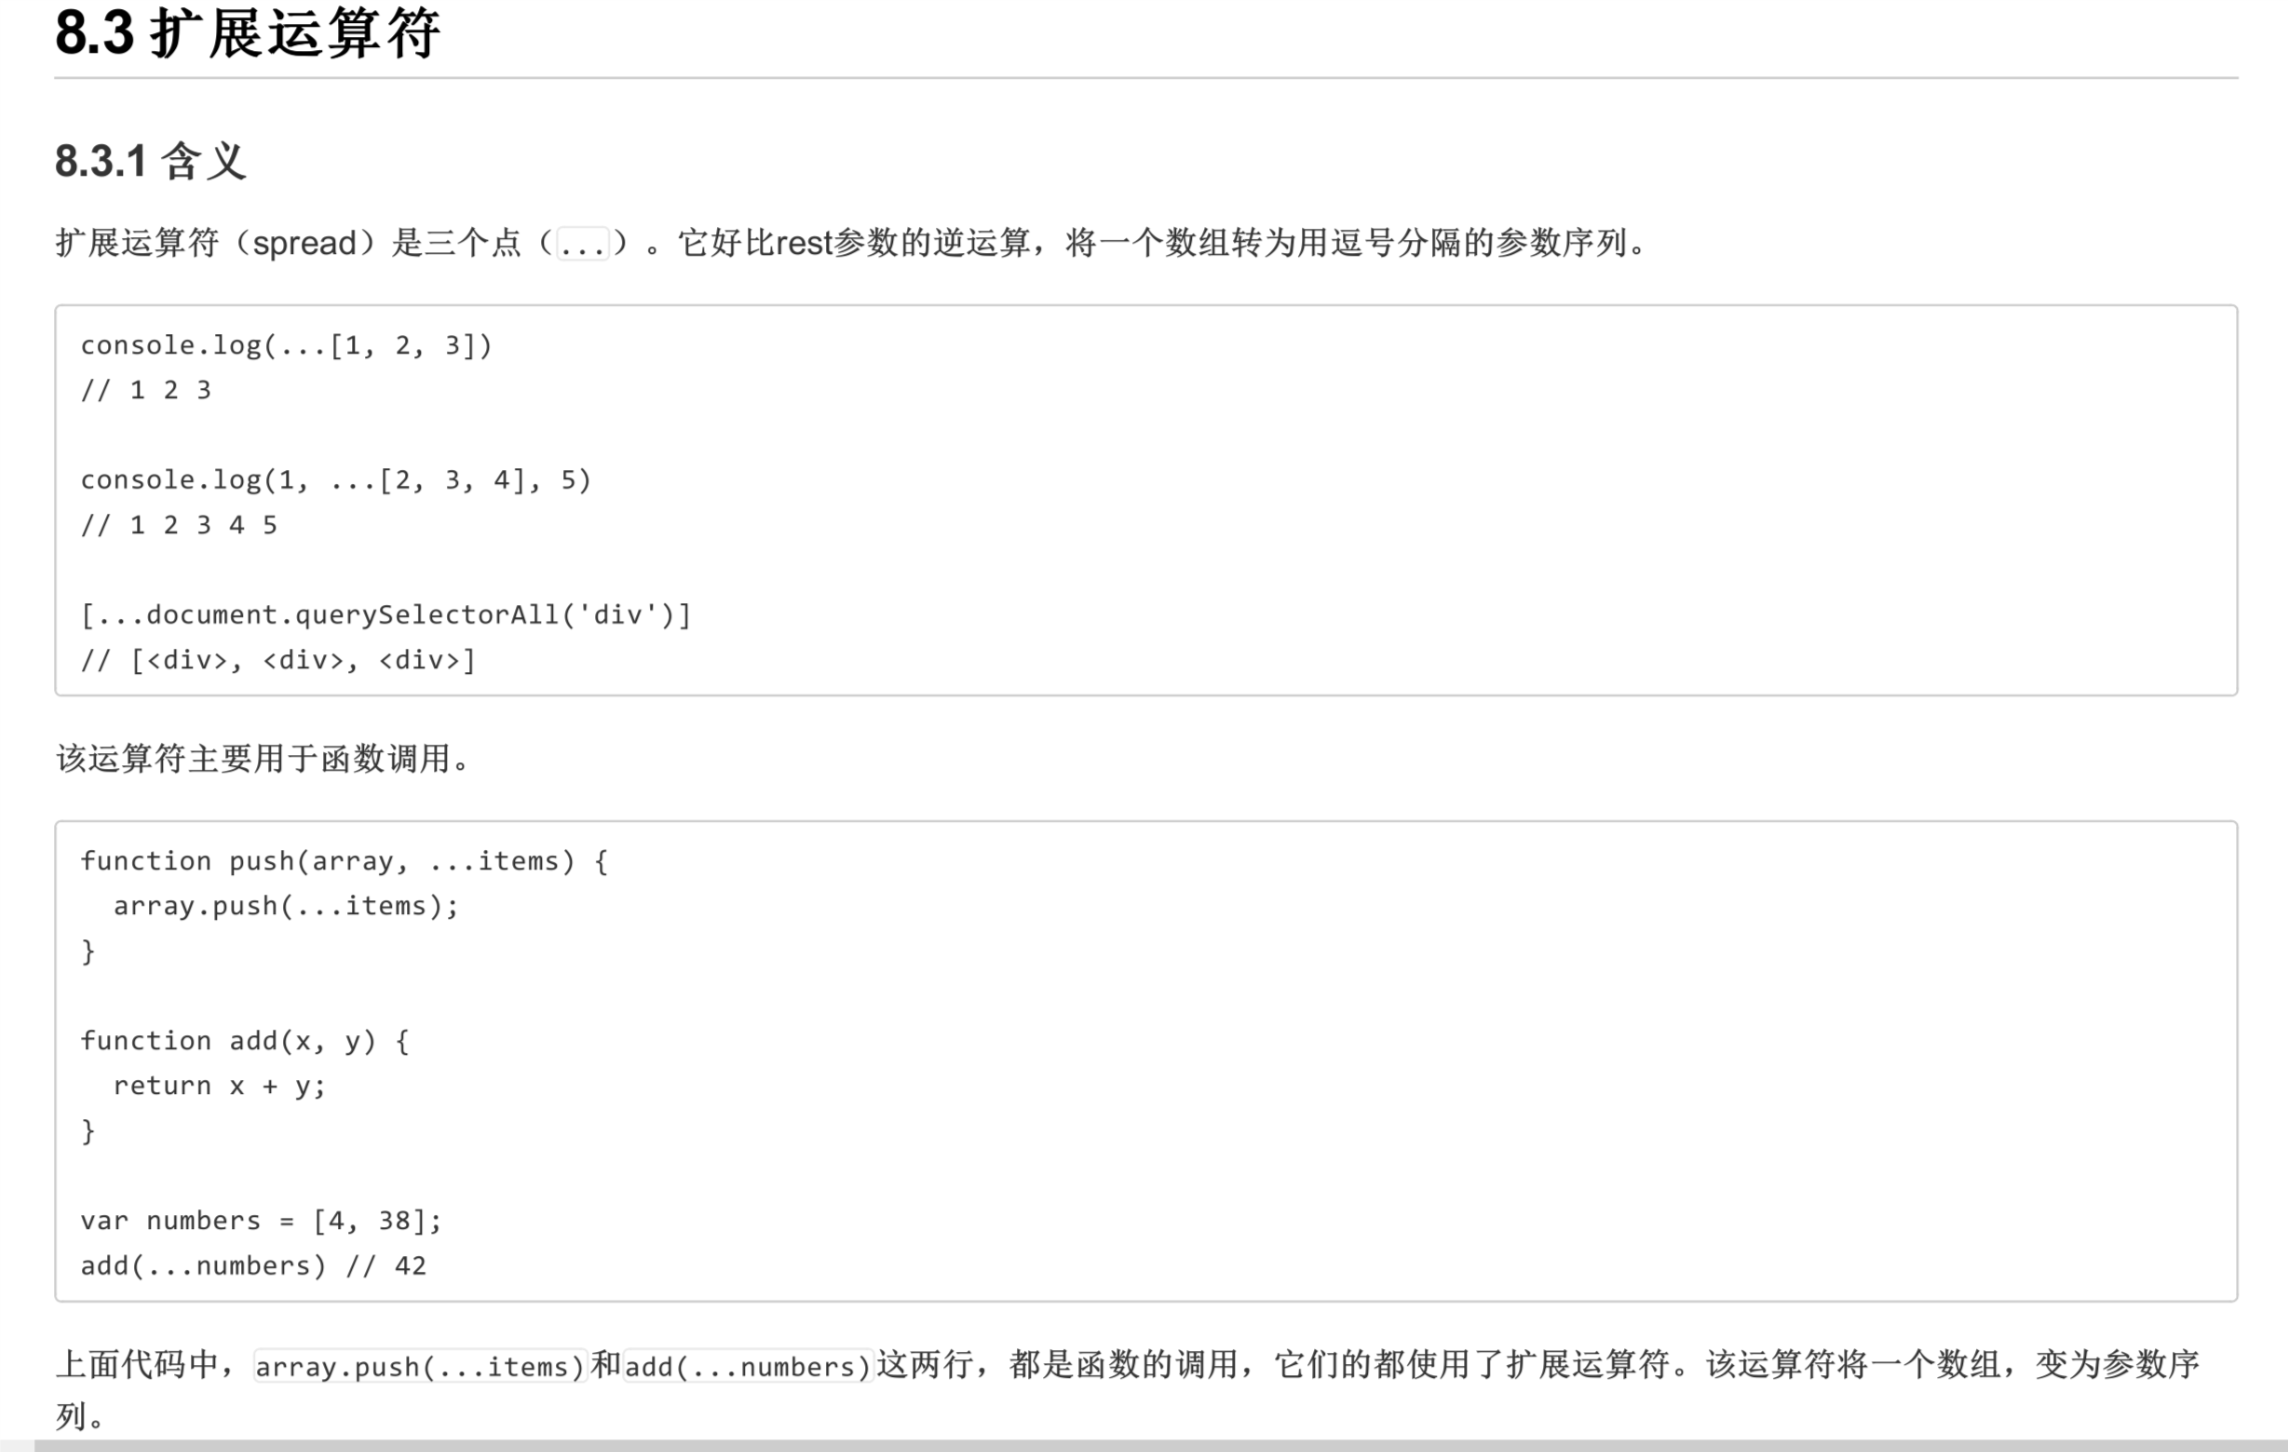 8.3 扩展运算符
8.3.1 含义
扩展运算符（spread）是三个点（...）。它好比rest参数的逆运算，将一个数组转为用逗号分隔的参数序列。
console.log(...[1, 2, 3])
// 1 2 3
console.log(1, ...[2, 3, 4], 5)
// 1 2 3 4 5
[...document.querySelectorAll('div')]
// [<div>, <div>, <div>]
该运算符主要用于函数调用。
function push(array, ...items) {
  array.push(...items);
}
function add(x, y) {
  return x + y;
}
var numbers = [4, 38];
add(...numbers) // 42
上面代码中，array.push(...items)和add(...numbers)这两行，都是函数的调用，它们的都使用了扩展运算符。该运算符将一个数组，变为参数序
列。